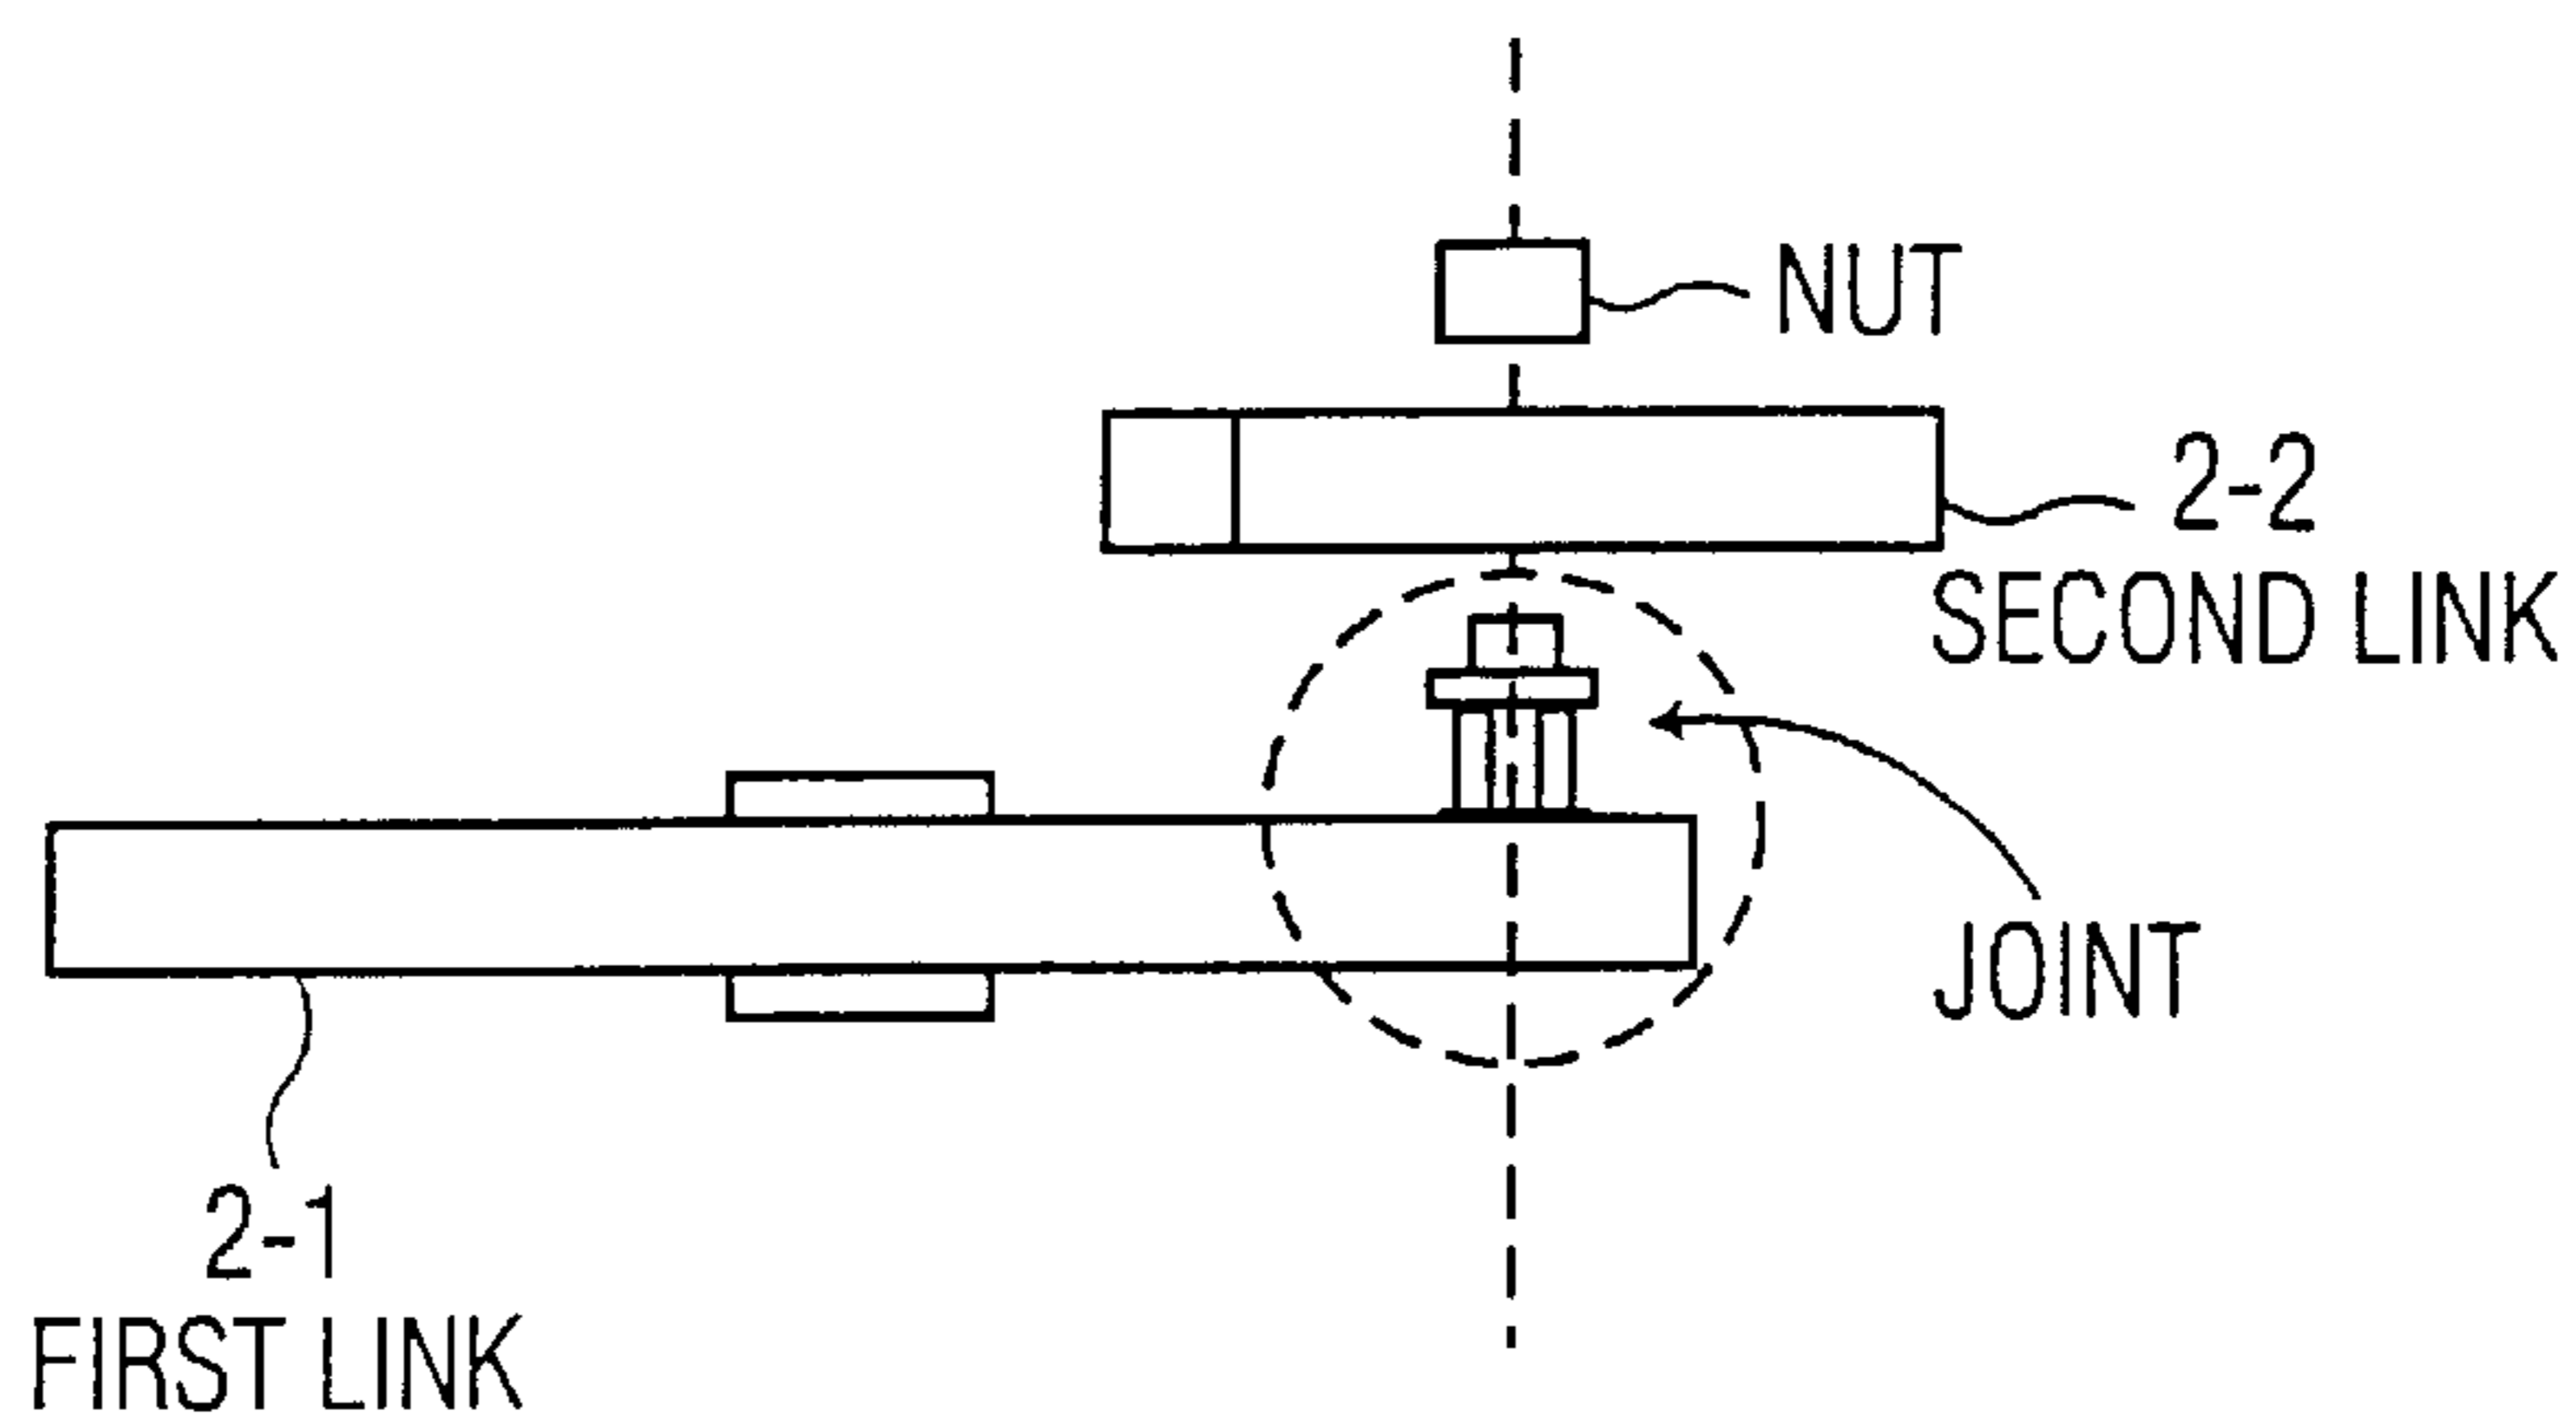 NUT
2-2
SECOND LINK
JOINT
2-1
FIRST LINK